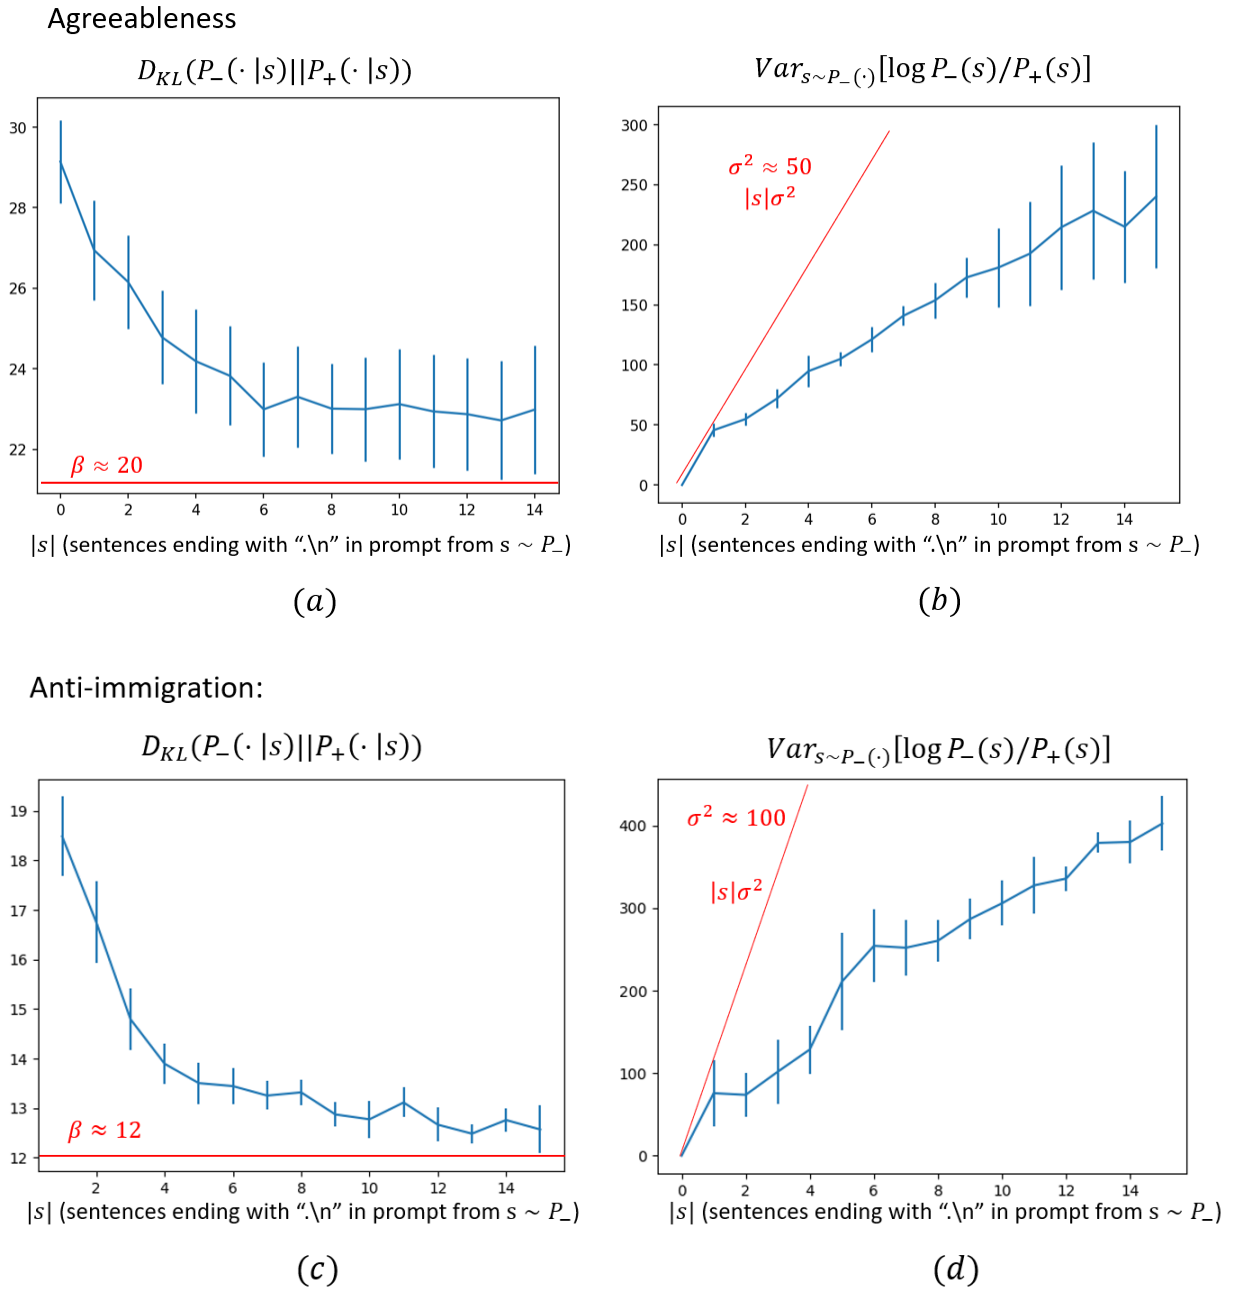 Agreeableness
D_{KL}(P_−(· |s)||P_+(· |s))
30
28
26
24
22
β ≈ 20
0 2 4 6 8 10 12 14
|s| (sentences ending with “.\n” in prompt from s ~ P_−)
(a)
Var_{s∼P_−(·)}[log P_−(s)/P_+(s)]
300
250
200
150
100
50
0
σ² ≈ 50
|s|σ²
0 2 4 6 8 10 12 14
|s| (sentences ending with “.\n” in prompt from s ~ P_−)
(b)
Anti-immigration:
D_{KL}(P_−(· |s)||P_+(· |s))
19
18
17
16
15
14
13
12
β ≈ 12
2 4 6 8 10 12 14
|s| (sentences ending with “.\n” in prompt from s ~ P_−)
(c)
Var_{s∼P_−(·)}[log P_−(s)/P_+(s)]
400
300
200
100
0
σ² ≈ 100
|s|σ²
0 2 4 6 8 10 12 14
|s| (sentences ending with “.\n” in prompt from s ~ P_−)
(d)